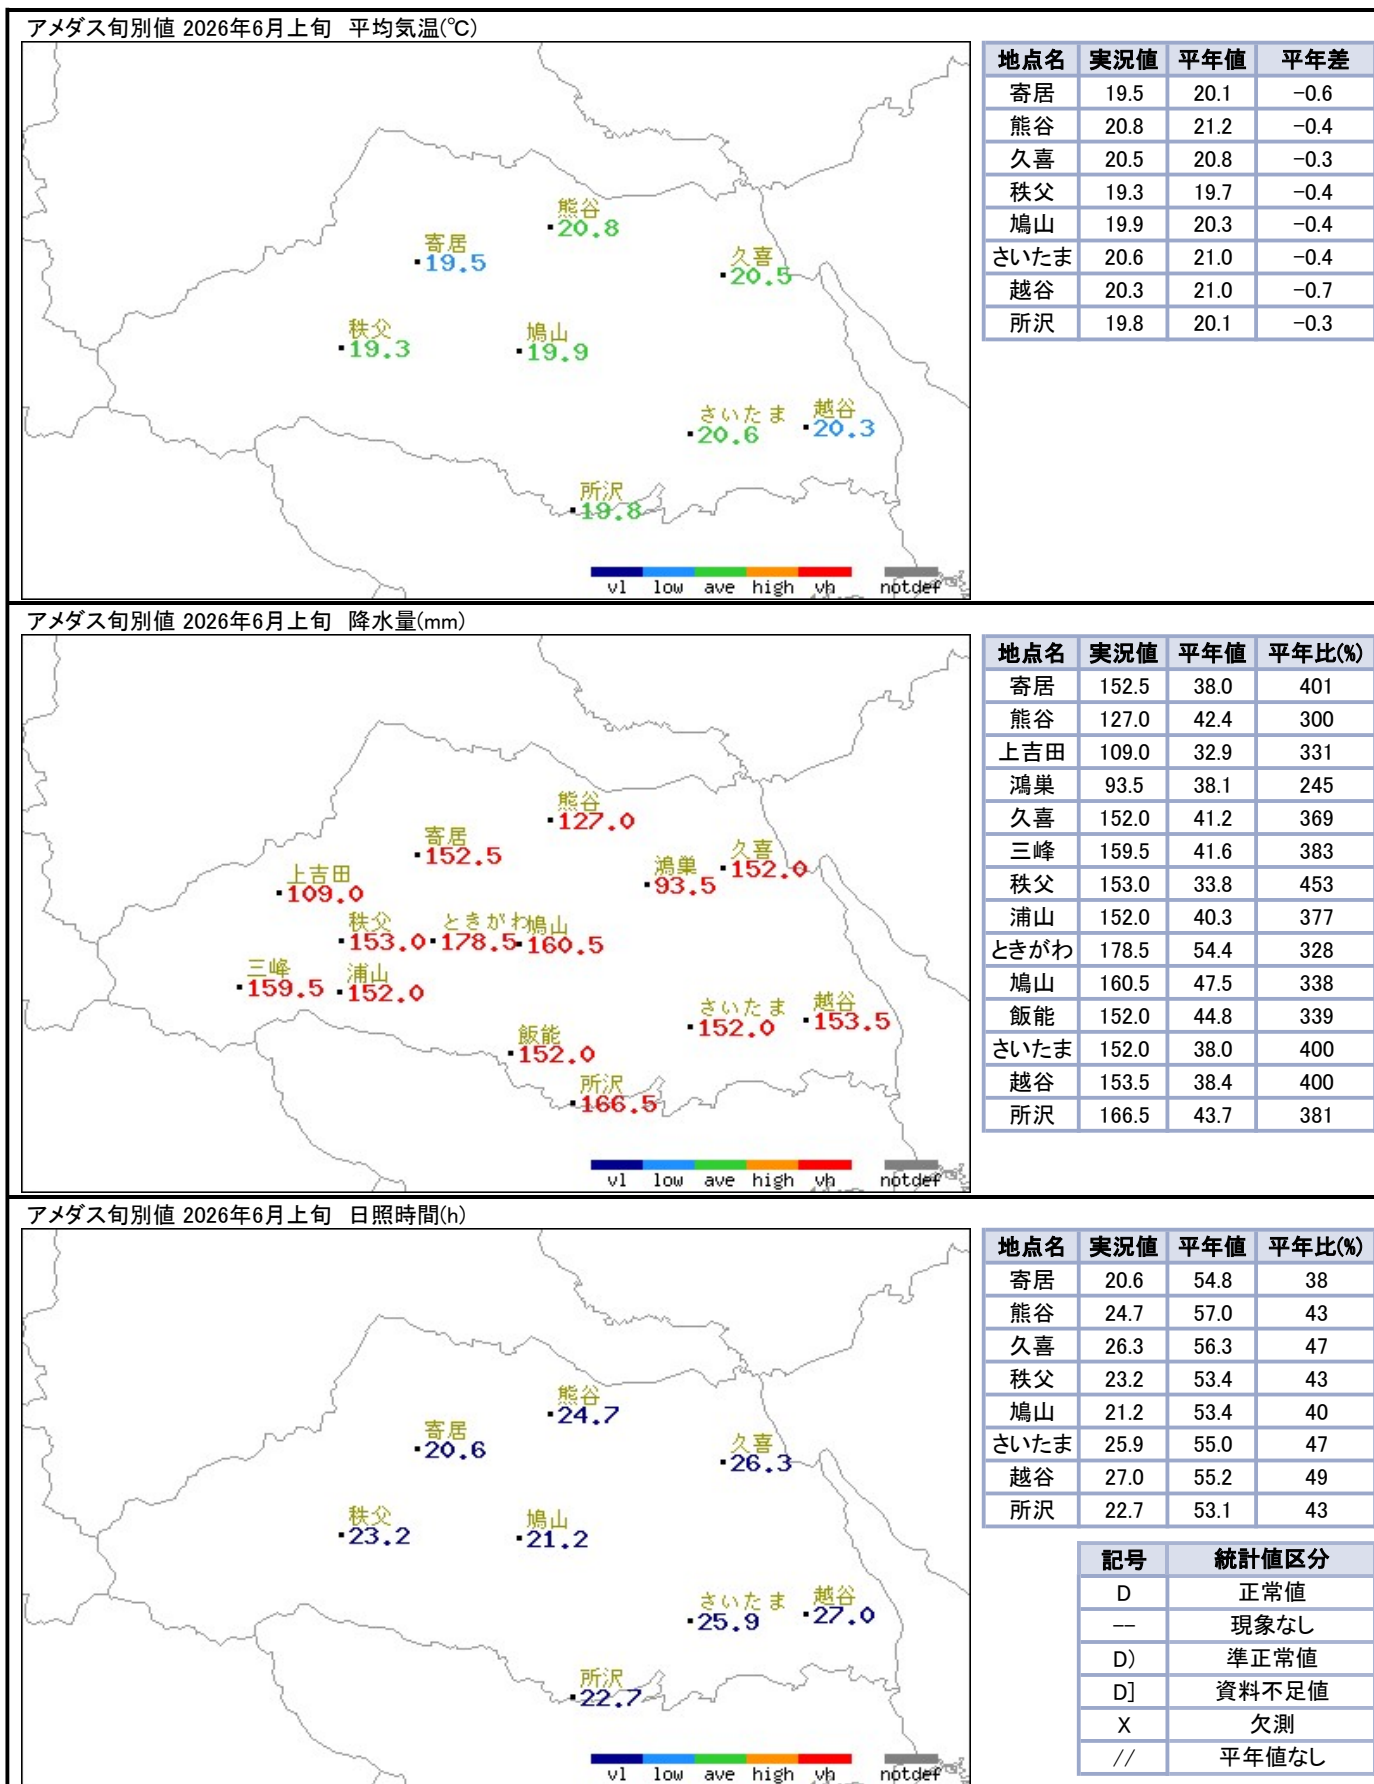 アメダス旬別値 2026年6月上旬 平均気温(℃)
熊谷
20.8
寄居
19.5
久喜
20.5
秩父
19.3
鳩山
19.9
さいたま
20.6
越谷
20.3
所沢
19.8
vl low ave high vh notdef
地点名 実況値 平年値 平年差
寄居 19.5 20.1 −0.6
熊谷 20.8 21.2 −0.4
久喜 20.5 20.8 −0.3
秩父 19.3 19.7 −0.4
鳩山 19.9 20.3 −0.4
さいたま 20.6 21.0 −0.4
越谷 20.3 21.0 −0.7
所沢 19.8 20.1 −0.3
アメダス旬別値 2026年6月上旬 降水量(mm)
熊谷
127.0
寄居
152.5
上吉田
109.0
鴻巣
93.5
久喜
152.0
秩父
153.0
ときがわ
178.5
鳩山
160.5
三峰
159.5
浦山
152.0
さいたま
152.0
越谷
153.5
飯能
152.0
所沢
166.5
vl low ave high vh notdef
地点名 実況値 平年値 平年比(%)
寄居 152.5 38.0 401
熊谷 127.0 42.4 300
上吉田 109.0 32.9 331
鴻巣 93.5 38.1 245
久喜 152.0 41.2 369
三峰 159.5 41.6 383
秩父 153.0 33.8 453
浦山 152.0 40.3 377
ときがわ 178.5 54.4 328
鳩山 160.5 47.5 338
飯能 152.0 44.8 339
さいたま 152.0 38.0 400
越谷 153.5 38.4 400
所沢 166.5 43.7 381
アメダス旬別値 2026年6月上旬 日照時間(h)
熊谷
24.7
寄居
20.6
久喜
26.3
秩父
23.2
鳩山
21.2
さいたま
25.9
越谷
27.0
所沢
22.7
vl low ave high vh notdef
地点名 実況値 平年値 平年比(%)
寄居 20.6 54.8 38
熊谷 24.7 57.0 43
久喜 26.3 56.3 47
秩父 23.2 53.4 43
鳩山 21.2 53.4 40
さいたま 25.9 55.0 47
越谷 27.0 55.2 49
所沢 22.7 53.1 43
記号 統計値区分
D 正常値
−− 現象なし
D) 準正常値
D] 資料不足値
X 欠測
// 平年値なし